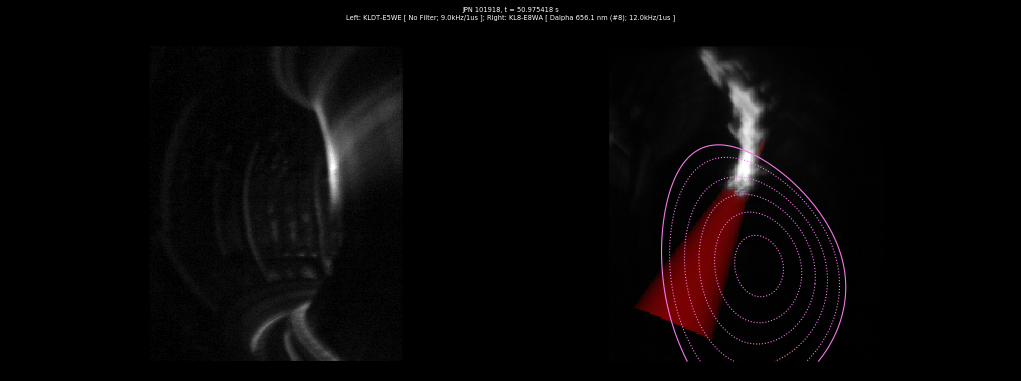 JPN 101918, t = 50.975418 s
Left: KLDT-E5WE [ No Filter; 9.0kHz/1us ]; Right: KL8-E8WA [ Dalpha 656.1 nm (#8); 12.0kHz/1us ]